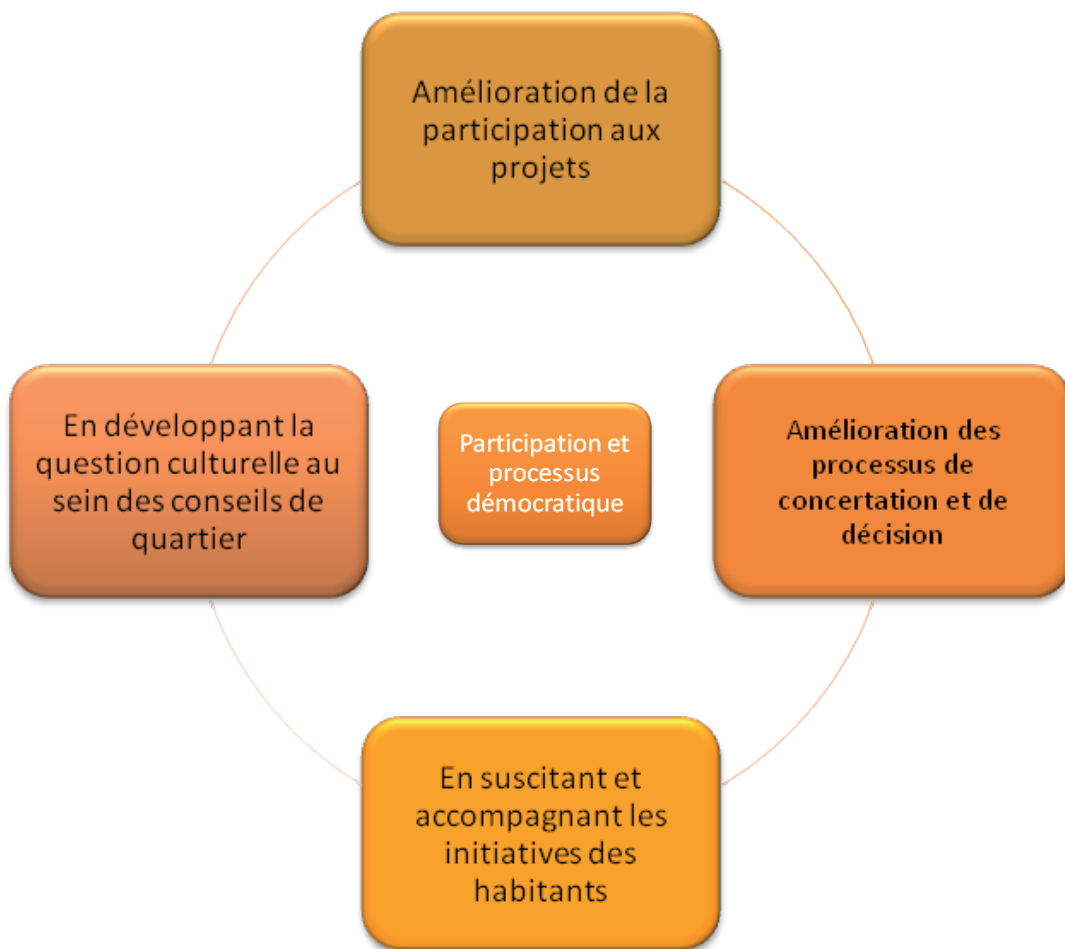 Amélioration de la
participation aux
projets
En développant la
question culturelle au
sein des conseils de
quartier
Participation et
processus
démocratique
Amélioration des
processus de
concertation et de
décision
En suscitant et
accompagnant les
initiatives des
habitants